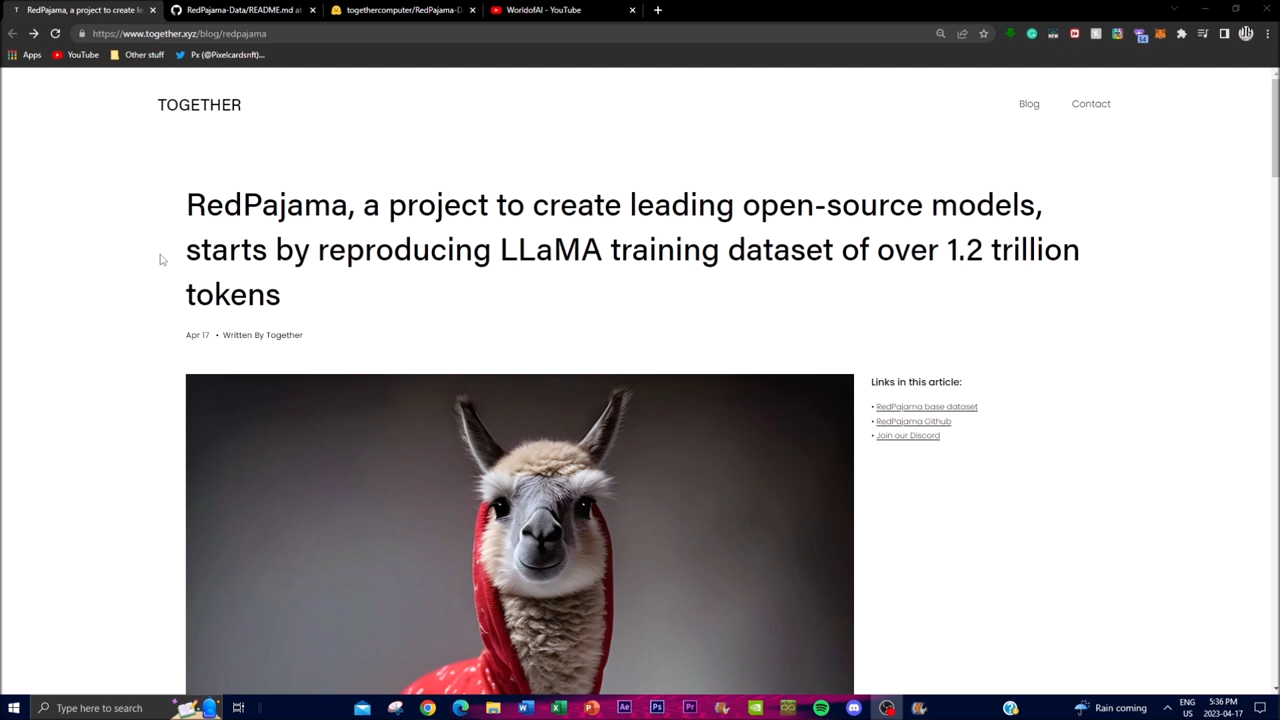 RedPajama, a project to create le
RedPajama-Data/README.md at
togethercomputer/RedPajama-D
WorldofAI - YouTube
https://www.together.xyz/blog/redpajama
Apps
YouTube
Other stuff
Px (@Pixelcardsnft)...
TOGETHER
Blog
Contact
RedPajama, a project to create leading open-source models,
starts by reproducing LLaMA training dataset of over 1.2 trillion
tokens
Apr 17 • Written By Together
Links in this article:
• RedPajama base dataset
• RedPajama Github
• Join our Discord
Type here to search
Rain coming
ENG
US
5:36 PM
2023-04-17